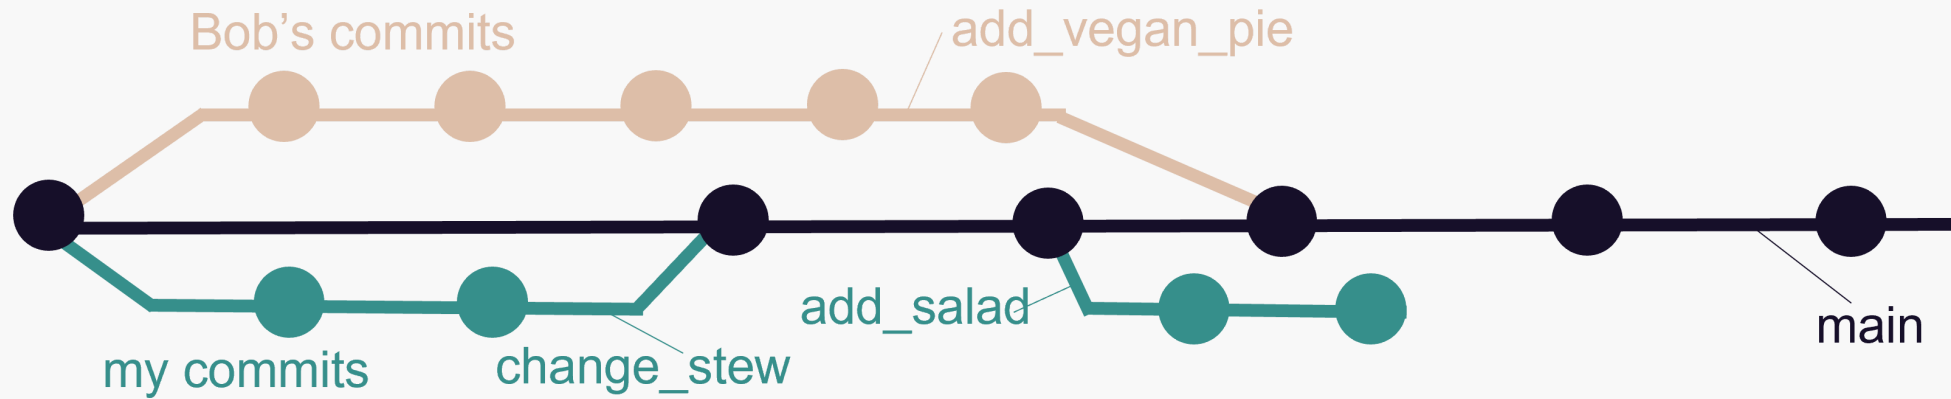 Bob’s commits
add_vegan_pie
add_salad
main
my commits
change_stew